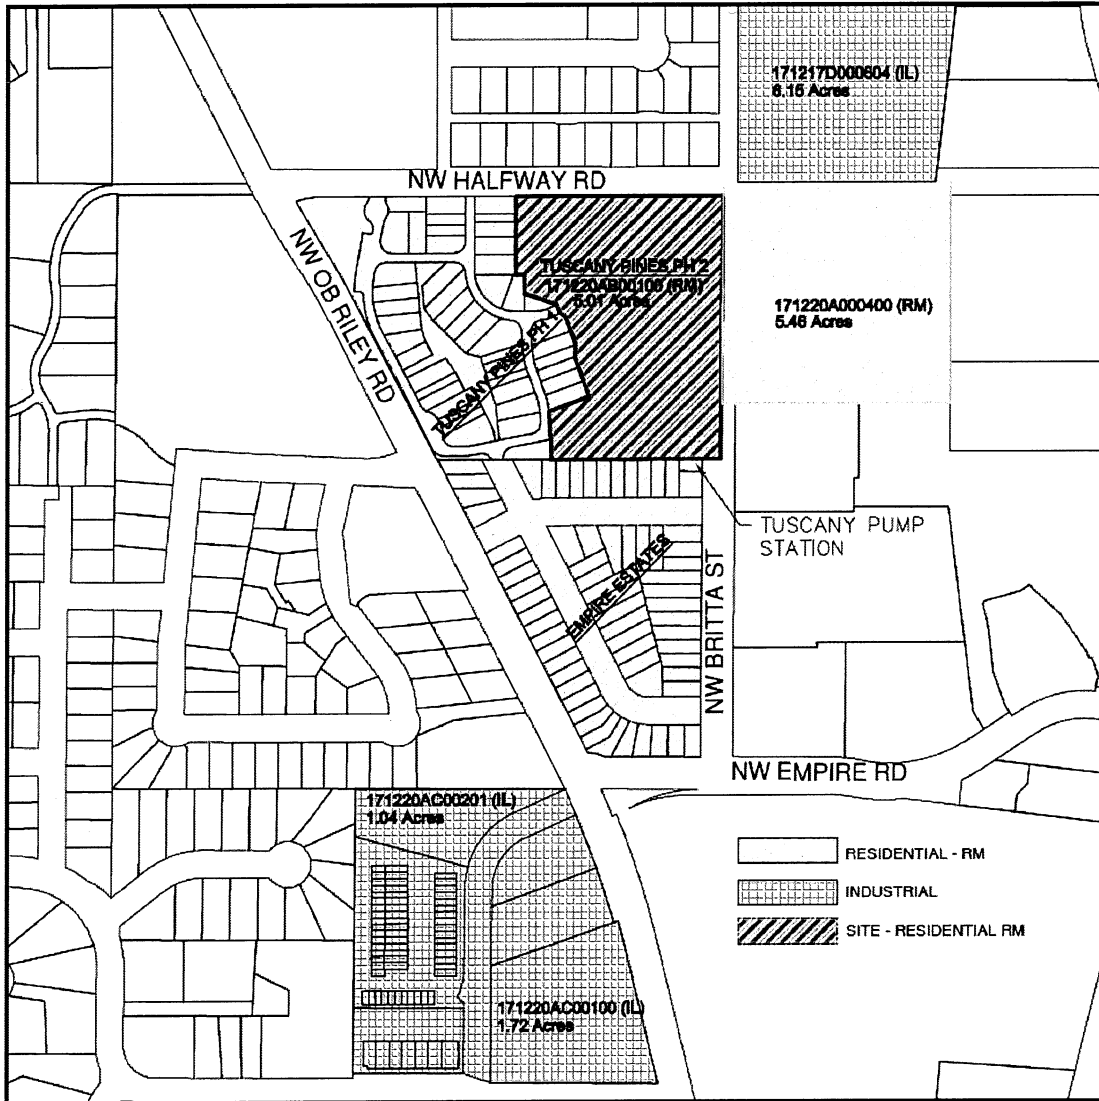 171217D000604 (IL)
6.15 Acres
NW HALFWAY RD
NW OB RILEY RD
TUSCANY PINES PH 2
171220AB00100 (RM)
5.01 Acres
171220A000400 (RM)
5.46 Acres
TUSCANY PINES PH 1
TUSCANY PUMP
STATION
EMPIRE ESTATES
NW BRITTA ST
NW EMPIRE RD
171220AC00201 (IL)
1.04 Acres
RESIDENTIAL - RM
INDUSTRIAL
SITE - RESIDENTIAL RM
171220AC00100 (IL)
1.72 Acres